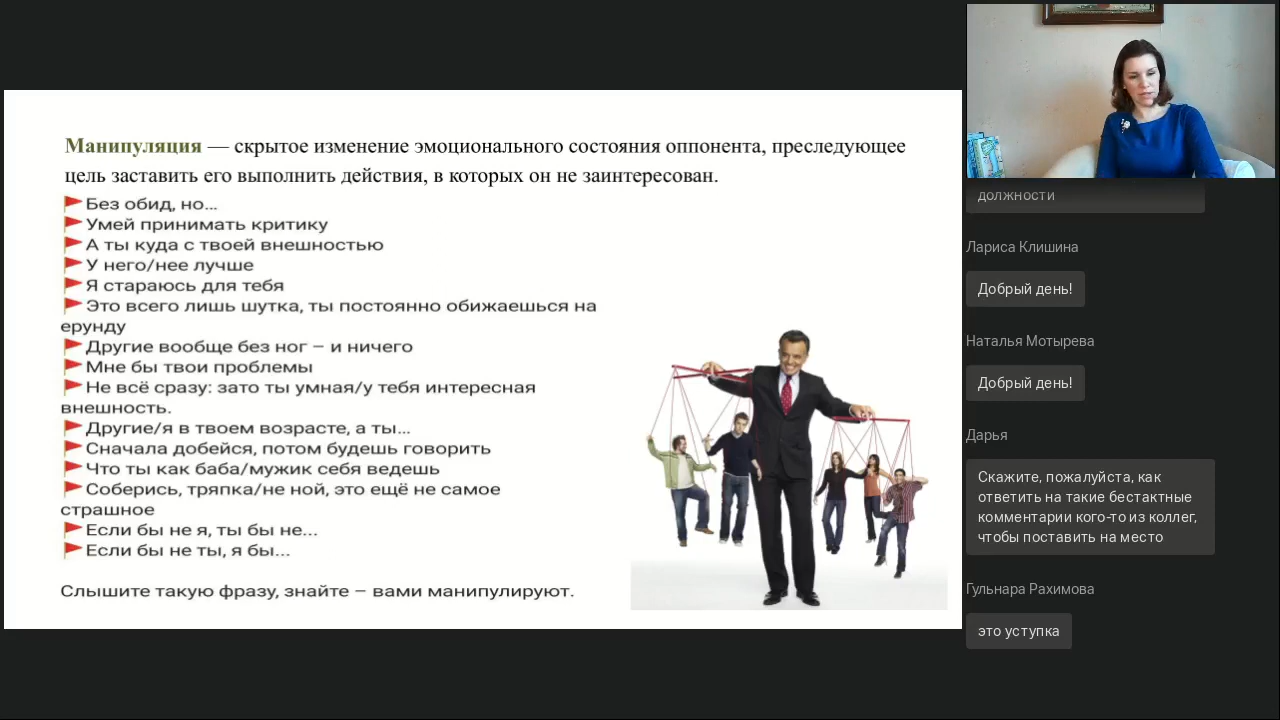 Манипуляция — скрытое изменение эмоционального состояния оппонента, преследующее
цель заставить его выполнить действия, в которых он не заинтересован.
Без обид, но...
Умей принимать критику
А ты куда с твоей внешностью
У него/нее лучше
Я стараюсь для тебя
Это всего лишь шутка, ты постоянно обижаешься на
ерунду
Другие вообще без ног – и ничего
Мне бы твои проблемы
Не всё сразу: зато ты умная/у тебя интересная
внешность.
Другие/я в твоем возрасте, а ты...
Сначала добейся, потом будешь говорить
Что ты как баба/мужик себя ведешь
Соберись, тряпка/не ной, это ещё не самое
страшное
Если бы не я, ты бы не...
Если бы не ты, я бы...
Слышите такую фразу, знайте – вами манипулируют.
должности
Лариса Клишина
Добрый день!
Наталья Мотырева
Добрый день!
Дарья
Скажите, пожалуйста, как
ответить на такие бестактные
комментарии кого-то из коллег,
чтобы поставить на место
Гульнара Рахимова
это уступка